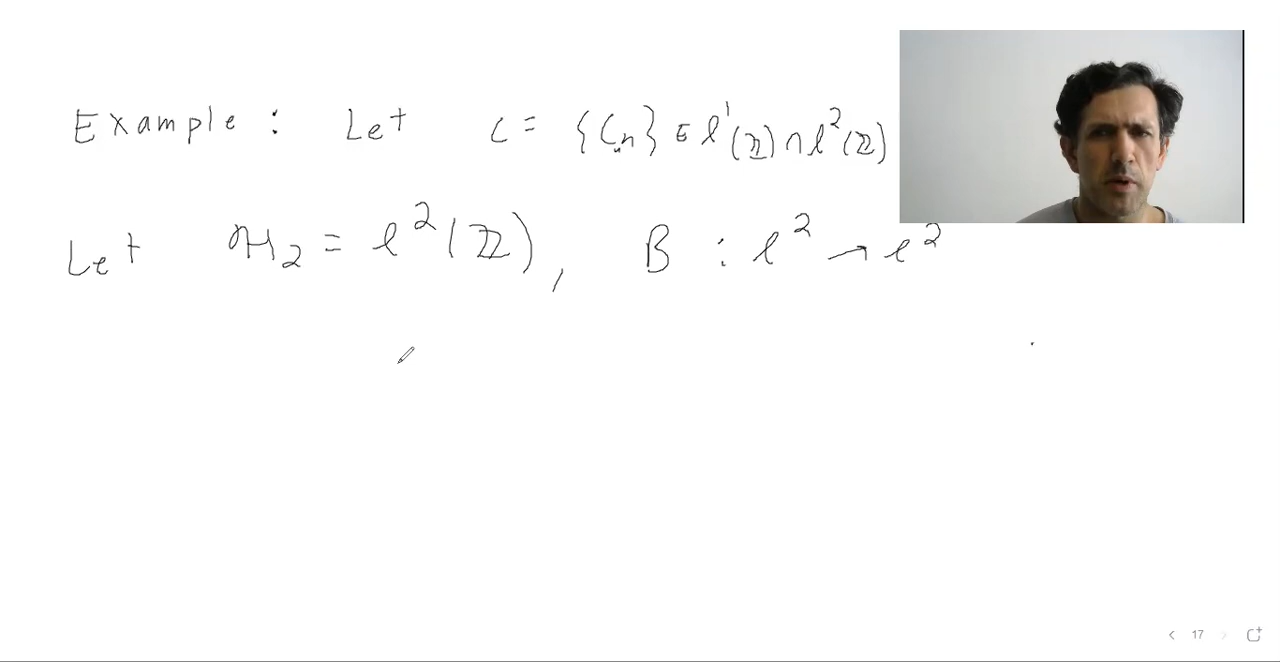 Example : Let c = {Cn} ∈ ℓ¹(ℤ) ∩ ℓ²(ℤ)
Let ℋ₂ = ℓ²(ℤ), B : ℓ² → ℓ²
17